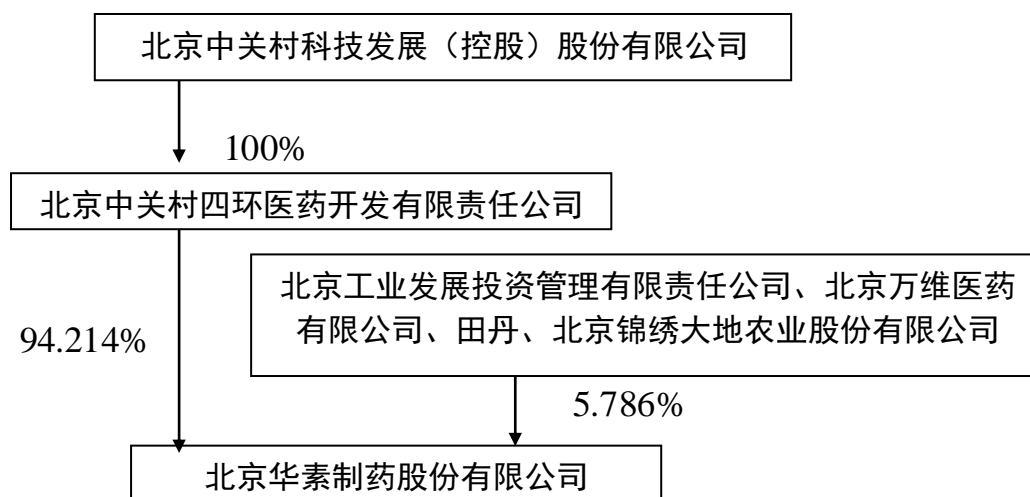 北京中关村科技发展（控股）股份有限公司
100%
北京中关村四环医药开发有限责任公司
北京工业发展投资管理有限责任公司、北京万维医药
有限公司、田丹、北京锦绣大地农业股份有限公司
94.214%
5.786%
北京华素制药股份有限公司